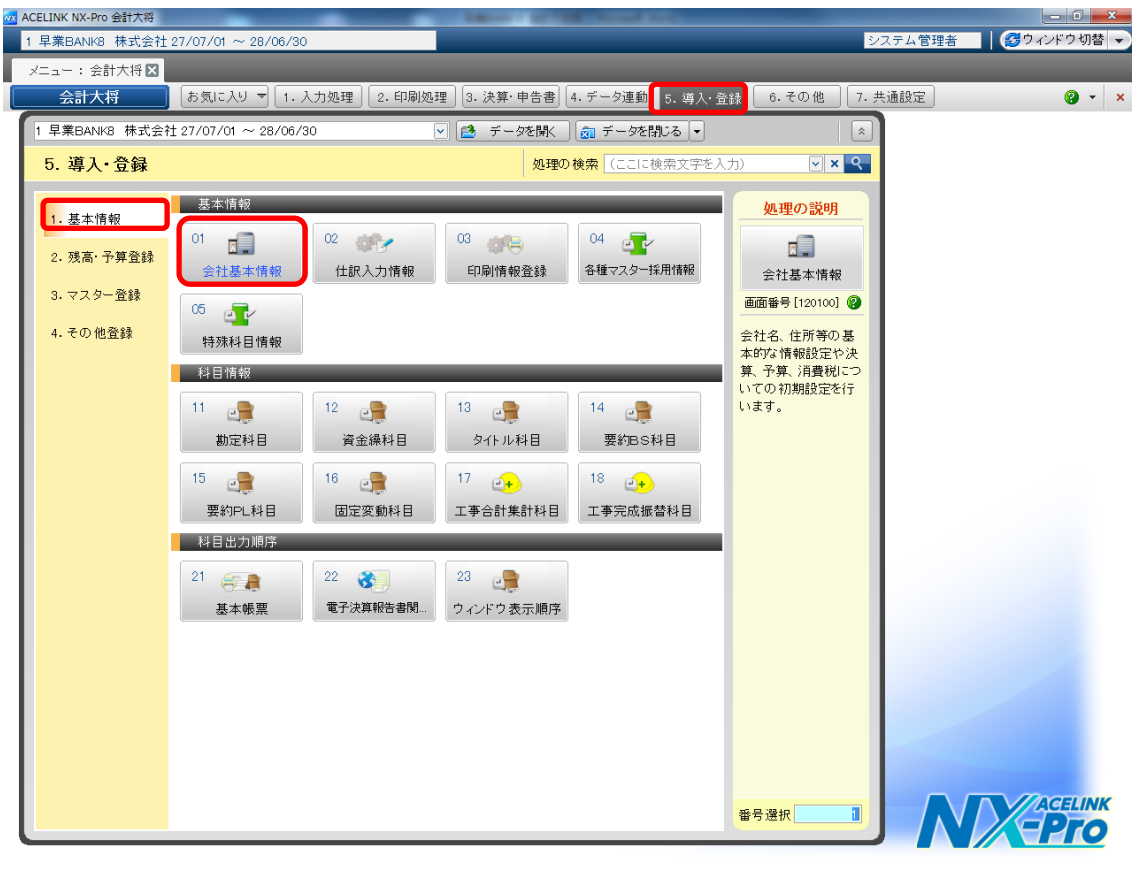 ACELINK NX-Pro 会計大将
1 早業BANK8 株式会社 27/07/01 ～ 28/06/30
システム管理者
ウィンドウ切替
メニュー：会計大将
会計大将
お気に入り
1. 入力処理
2. 印刷処理
3. 決算・申告書
4. データ連動
5. 導入・登録
6. その他
7. 共通設定
1 早業BANK8 株式会社 27/07/01 ～ 28/06/30
データを開く
データを閉じる
5. 導入・登録
処理の検索
(ここに検索文字を入力)
1. 基本情報
2. 残高・予算登録
3. マスター登録
4. その他登録
基本情報
01
会社基本情報
02
仕訳入力情報
03
印刷情報登録
04
各種マスター採用情報
05
特殊科目情報
科目情報
11
勘定科目
12
資金繰科目
13
タイトル科目
14
要約BS科目
15
要約PL科目
16
固定変動科目
17
工事合計集計科目
18
工事完成振替科目
科目出力順序
21
基本帳票
22
電子決算報告書関...
23
ウィンドウ表示順序
処理の説明
会社基本情報
画面番号[120100]
会社名、住所等の基
本的な情報設定や決
算、予算、消費税につ
いての初期設定を行
います。
番号選択
1
ACELINK
NX-Pro